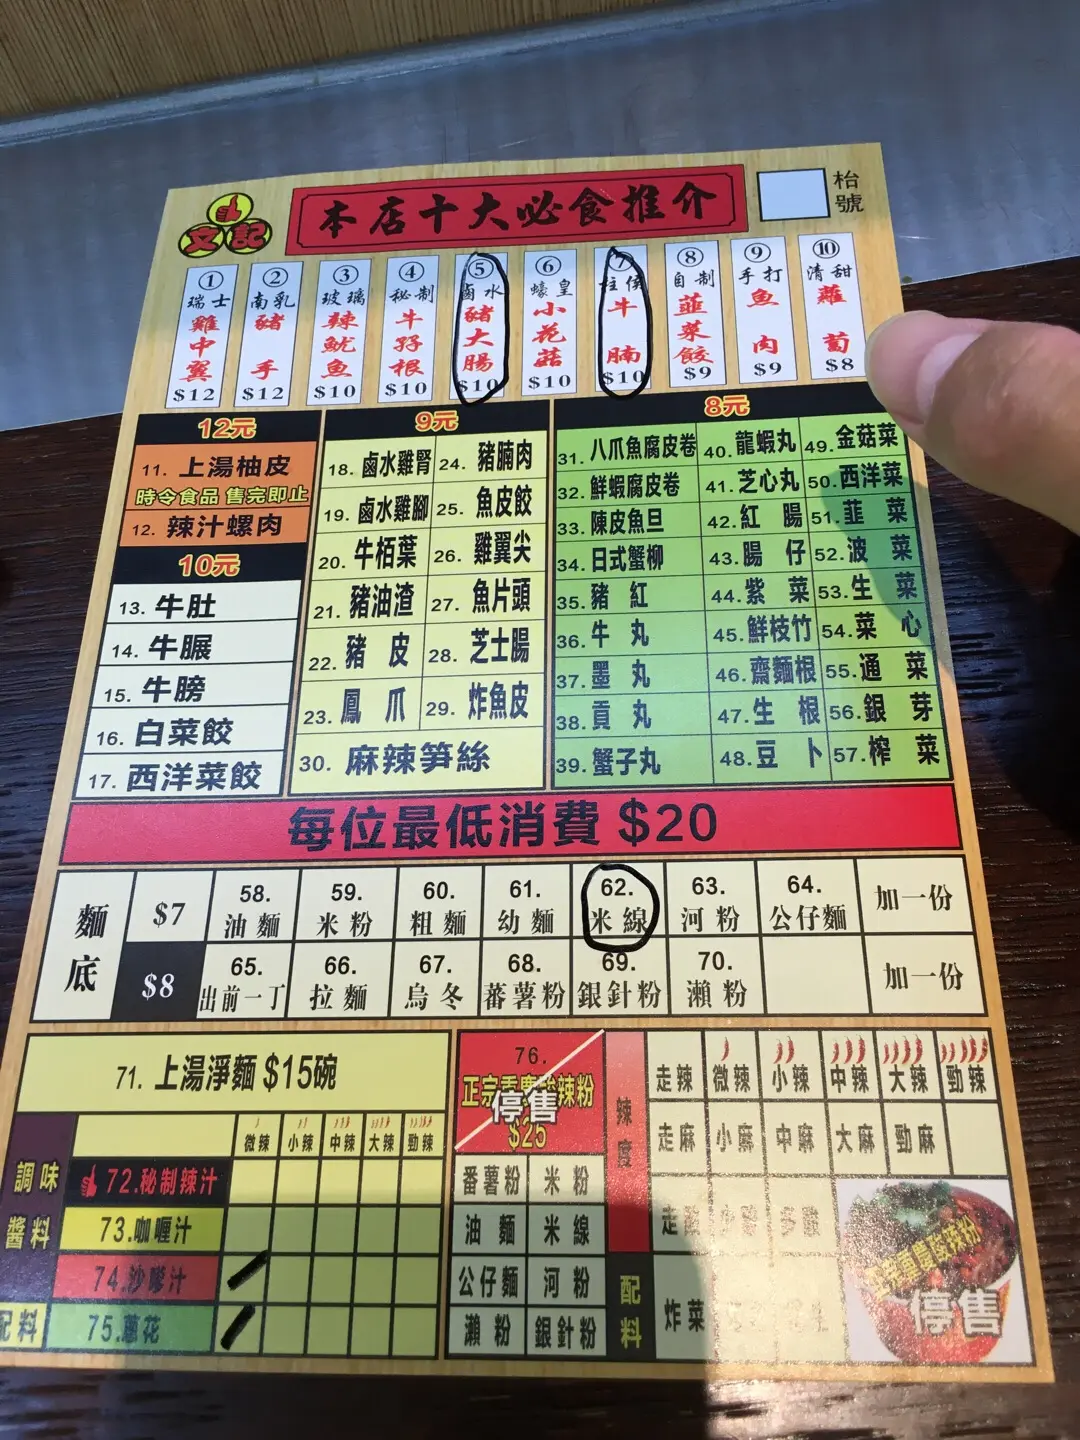 文記
本店十大必食推介
枱號
① 瑞士雞中翼 $12
② 南乳豬手 $12
③ 玻璃辣魷魚 $10
④ 秘制牛孖根 $10
⑤ 鹵水豬大腸 $10
⑥ 蠔皇小花菇 $10
⑦ 柱侯牛腩 $10
⑧ 自制韮菜餃 $9
⑨ 手打魚肉 $9
⑩ 清甜蘿蔔 $8
12元
11. 上湯柚皮
時令食品 售完即止
12. 辣汁螺肉
10元
13. 牛肚
14. 牛𦟌
15. 牛膀
16. 白菜餃
17. 西洋菜餃
9元
18. 鹵水雞腎
19. 鹵水雞腳
20. 牛栢葉
21. 豬油渣
22. 豬皮
23. 鳳爪
24. 豬腩肉
25. 魚皮餃
26. 雞翼尖
27. 魚片頭
28. 芝士腸
29. 炸魚皮
30. 麻辣笋絲
8元
31. 八爪魚腐皮卷
32. 鮮蝦腐皮卷
33. 陳皮魚旦
34. 日式蟹柳
35. 豬紅
36. 牛丸
37. 墨丸
38. 貢丸
39. 蟹子丸
40. 龍蝦丸
41. 芝心丸
42. 紅腸
43. 腸仔
44. 紫菜
45. 鮮枝竹
46. 齋麵根
47. 生根
48. 豆卜
49. 金菇菜
50. 西洋菜
51. 韮菜
52. 波菜
53. 生菜
54. 菜心
55. 通菜
56. 銀芽
57. 榨菜
每位最低消費 $20
麵底
$7
58. 油麵
59. 米粉
60. 粗麵
61. 幼麵
62. 米線
63. 河粉
64. 公仔麵
加一份
$8
65. 出前一丁
66. 拉麵
67. 烏冬
68. 蕃薯粉
69. 銀針粉
70. 瀨粉
加一份
71. 上湯淨麵 $15碗
微辣 小辣 中辣 大辣 勁辣
調味醬料
72.秘制辣汁
73.咖喱汁
74.沙嗲汁
配料
75.蔥花
76.
正宗重慶酸辣粉
停售
$25
番薯粉 米粉
油麵 米線
公仔麵 河粉
瀨粉 銀針粉
辣度
走辣 微辣 小辣 中辣 大辣 勁辣
走麻 小麻 中麻 大麻 勁麻
配料
炸菜
正宗重慶酸辣粉
停售